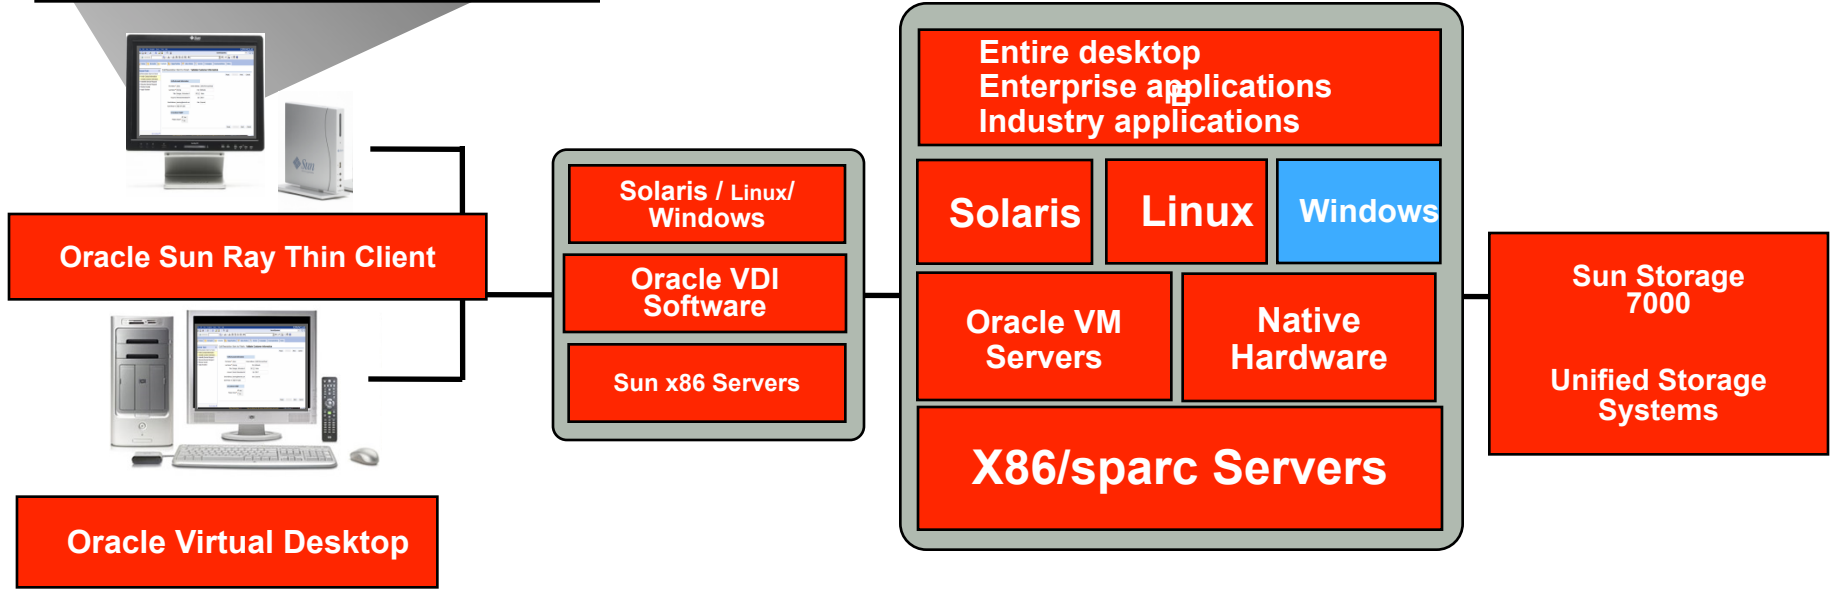 Sun
Oracle Sun Ray Thin Client
Oracle Virtual Desktop
Solaris / Linux/
Windows
Oracle VDI
Software
Sun x86 Servers
Entire desktop
Enterprise applications
E
Industry applications
Solaris
Linux
Windows
Oracle VM
Servers
Native
Hardware
X86/sparc Servers
Sun Storage
7000
Unified Storage
Systems